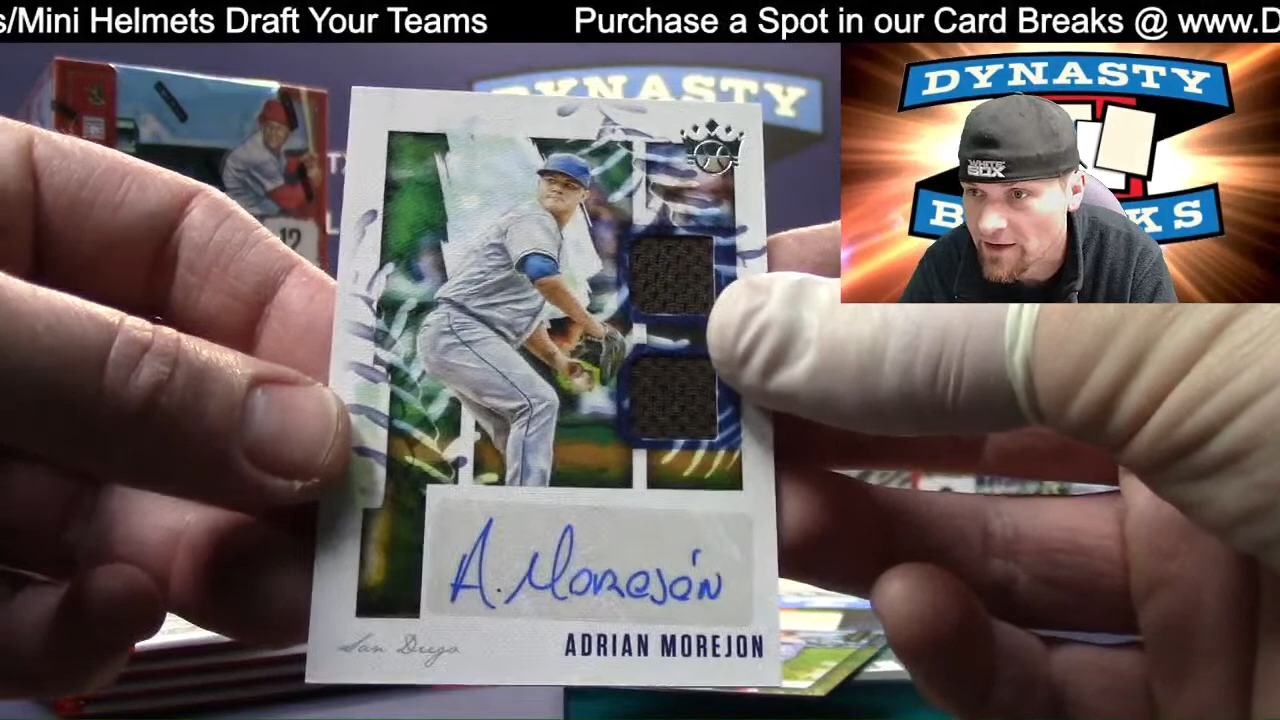 s/Mini Helmets Draft Your Teams Purchase a Spot in our Card Breaks @ www.D
DYNASTY
DYNASTY
WHITE
SOX
B KS
12
A. Morejón
San Diego
ADRIAN MOREJON